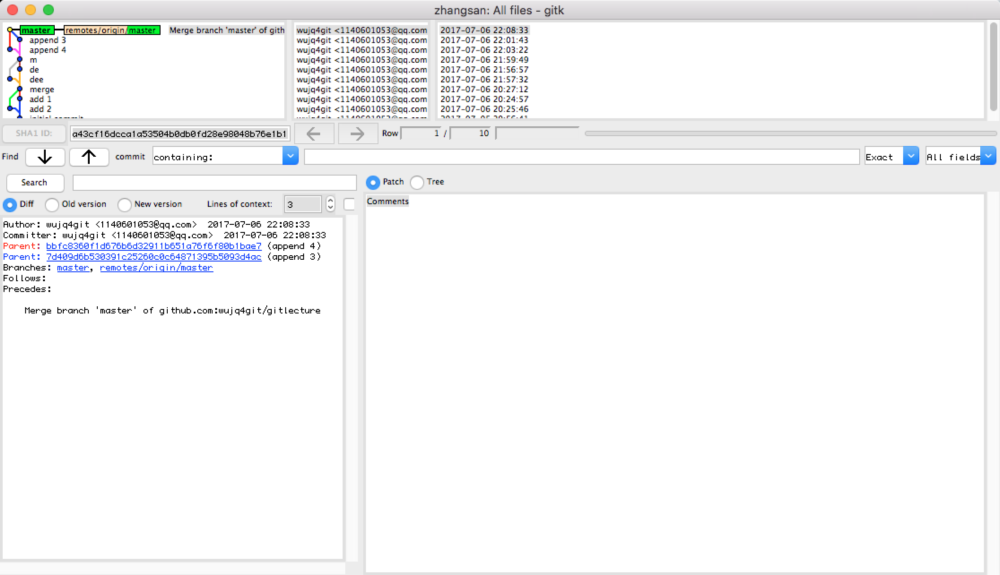 zhangsan: All files - gitk
master remotes/origin/master Merge branch 'master' of gith wujq4git <1140601053@qq.com 2017-07-06 22:08:33
append 3 wujq4git <1140601053@qq.com 2017-07-06 22:01:43
append 4 wujq4git <1140601053@qq.com 2017-07-06 22:03:22
m wujq4git <1140601053@qq.com 2017-07-06 21:59:49
de wujq4git <1140601053@qq.com 2017-07-06 21:56:57
dee wujq4git <1140601053@qq.com 2017-07-06 21:57:32
merge wujq4git <1140601053@qq.com 2017-07-06 20:27:12
add 1 wujq4git <1140601053@qq.com 2017-07-06 20:24:57
add 2 wujq4git <1140601053@qq.com 2017-07-06 20:25:46
initial commit wujq4git <1140601053@qq.com
SHA1 ID: a43cf16dcca1a53504b0db0fd28e98048b76e1b1 Row 1 / 10
Find commit containing: Exact All fields
Search Patch Tree
Diff Old version New version Lines of context: 3
Comments
Author: wujq4git <1140601053@qq.com> 2017-07-06 22:08:33
Committer: wujq4git <1140601053@qq.com> 2017-07-06 22:08:33
Parent: bbfc8360f1d676b6d32911b651a76f6f80b1bae7 (append 4)
Parent: 7d409d6b530391c25260c0c64871395b5093d4ac (append 3)
Branches: master, remotes/origin/master
Follows:
Precedes:
Merge branch 'master' of github.com:wujq4git/gitlecture